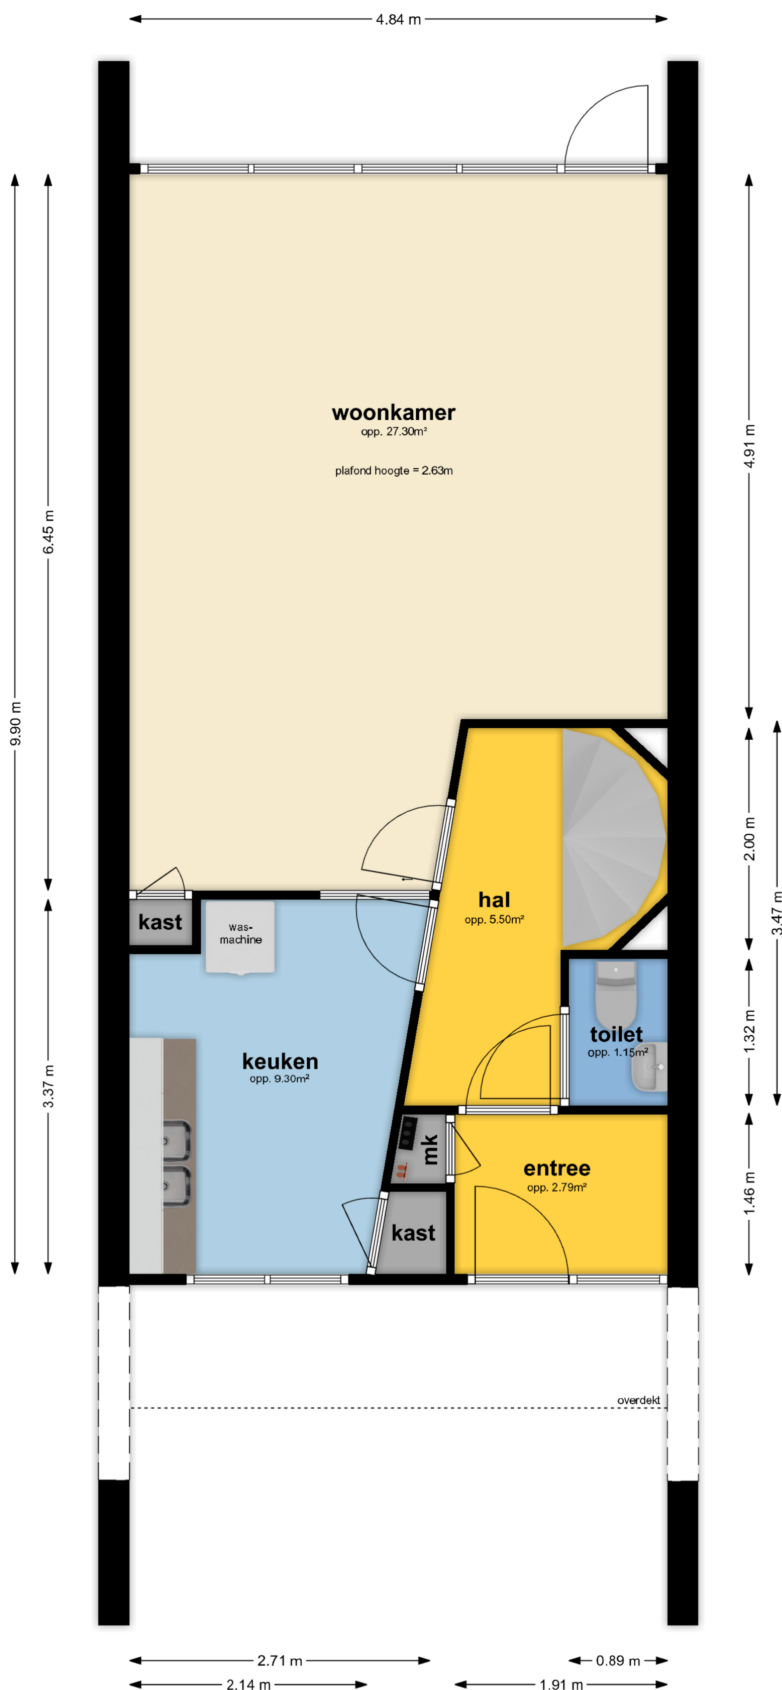 4.84 m
woonkamer
opp. 27.30m²
plafond hoogte = 2.63m
4.91 m
6.45 m
9.90 m
2.00 m
3.47 m
hal
opp. 5.50m²
kast
was-
machine
toilet
opp. 1.15m²
1.32 m
keuken
opp. 9.30m²
3.37 m
mk
entree
opp. 2.79m²
1.46 m
kast
overdekt
2.71 m
0.89 m
2.14 m
1.91 m